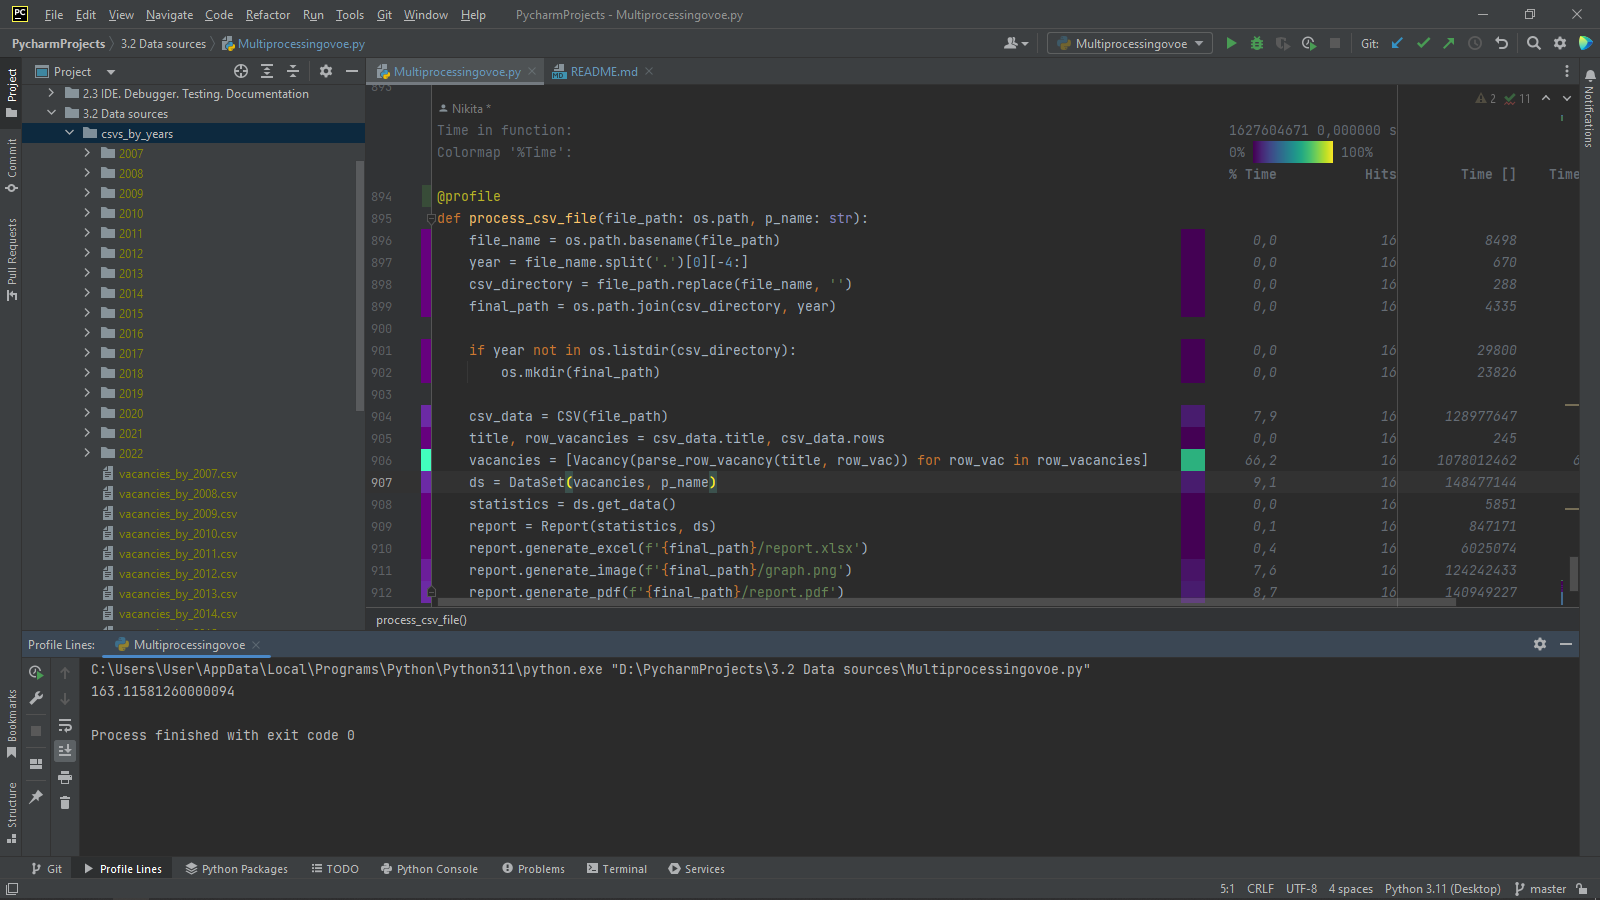 PC File Edit View Navigate Code Refactor Run Tools Git Window Help PycharmProjects - Multiprocessingovoe.py
PycharmProjects 3.2 Data sources Multiprocessingovoe.py Multiprocessingovoe Git:
Project
Commit
Pull Requests
Bookmarks
Structure
Project
2.3 IDE. Debugger. Testing. Documentation
3.2 Data sources
csvs_by_years
2007
2008
2009
2010
2011
2012
2013
2014
2015
2016
2017
2018
2019
2020
2021
2022
vacancies_by_2007.csv
vacancies_by_2008.csv
vacancies_by_2009.csv
vacancies_by_2010.csv
vacancies_by_2011.csv
vacancies_by_2012.csv
vacancies_by_2013.csv
vacancies_by_2014.csv
Multiprocessingovoe.py README.md
Notifications
893
Nikita * 2 11
Time in function: 1627604671 0,000000 s
Colormap '%Time': 0% 100%
% Time Hits Time [] Time
894 @profile
895 def process_csv_file(file_path: os.path, p_name: str):
896 file_name = os.path.basename(file_path) 0,0 16 8498
897 year = file_name.split('.')[0][-4:] 0,0 16 670
898 csv_directory = file_path.replace(file_name, '') 0,0 16 288
899 final_path = os.path.join(csv_directory, year) 0,0 16 4335
900
901 if year not in os.listdir(csv_directory): 0,0 16 29800
902 os.mkdir(final_path) 0,0 16 23826
903
904 csv_data = CSV(file_path) 7,9 16 128977647
905 title, row_vacancies = csv_data.title, csv_data.rows 0,0 16 245
906 vacancies = [Vacancy(parse_row_vacancy(title, row_vac)) for row_vac in row_vacancies] 66,2 16 1078012462 6
907 ds = DataSet(vacancies, p_name) 9,1 16 148477144
908 statistics = ds.get_data() 0,0 16 5851
909 report = Report(statistics, ds) 0,1 16 847171
910 report.generate_excel(f'{final_path}/report.xlsx') 0,4 16 6025074
911 report.generate_image(f'{final_path}/graph.png') 7,6 16 124242433
912 report.generate_pdf(f'{final_path}/report.pdf') 8,7 16 140949227
process_csv_file()
Profile Lines: Multiprocessingovoe
C:\Users\User\AppData\Local\Programs\Python\Python311\python.exe "D:\PycharmProjects\3.2 Data sources\Multiprocessingovoe.py"
163.11581260000094
Process finished with exit code 0
Git Profile Lines Python Packages TODO Python Console Problems Terminal Services
5:1 CRLF UTF-8 4 spaces Python 3.11 (Desktop) master